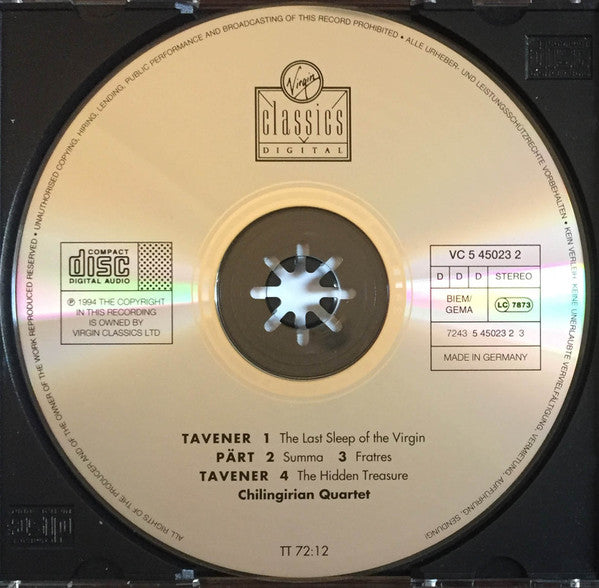 UNAUTHORISED COPYING, HIRING, LENDING, PUBLIC PERFORMANCE AND BROADCASTING OF THIS RECORD PROHIBITED • ALLE URHEBER- UND LEISTUNGSSCHUTZRECHTE VORBEHALTEN • KEIN VERLEIH, KEINE UNERLAUBTE VERVIELFÄLTIGUNG, VERMIETUNG, AUFFÜHRUNG, SENDUNG!
ALL RIGHTS OF THE PRODUCER AND OF THE OWNER OF THE WORK REPRODUCED RESERVED •
Virgin
classics
DIGITAL
COMPACT
disc
DIGITAL AUDIO
℗ 1994 THE COPYRIGHT
IN THIS RECORDING
IS OWNED BY
VIRGIN CLASSICS LTD
VC 5 45023 2
D D D STEREO
BIEM/
GEMA
LC 7873
7243 5 45023 2 3
MADE IN GERMANY
TAVENER 1 The Last Sleep of the Virgin
PÄRT 2 Summa 3 Fratres
TAVENER 4 The Hidden Treasure
Chilingirian Quartet
TT 72:12